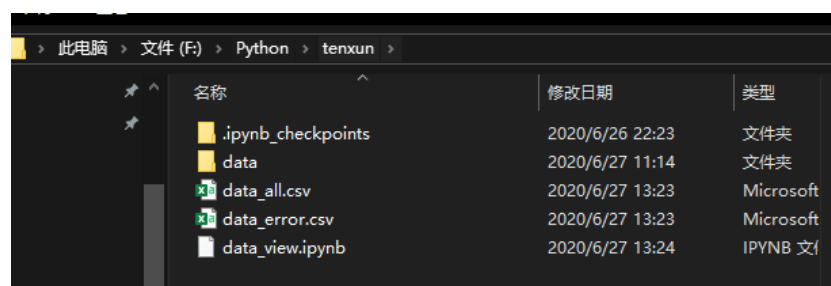 此电脑 > 文件 (F:) > Python > tenxun >
名称 修改日期 类型
.ipynb_checkpoints 2020/6/26 22:23 文件夹
data 2020/6/27 11:14 文件夹
data_all.csv 2020/6/27 13:23 Microsoft
data_error.csv 2020/6/27 13:23 Microsoft
data_view.ipynb 2020/6/27 13:24 IPYNB 文